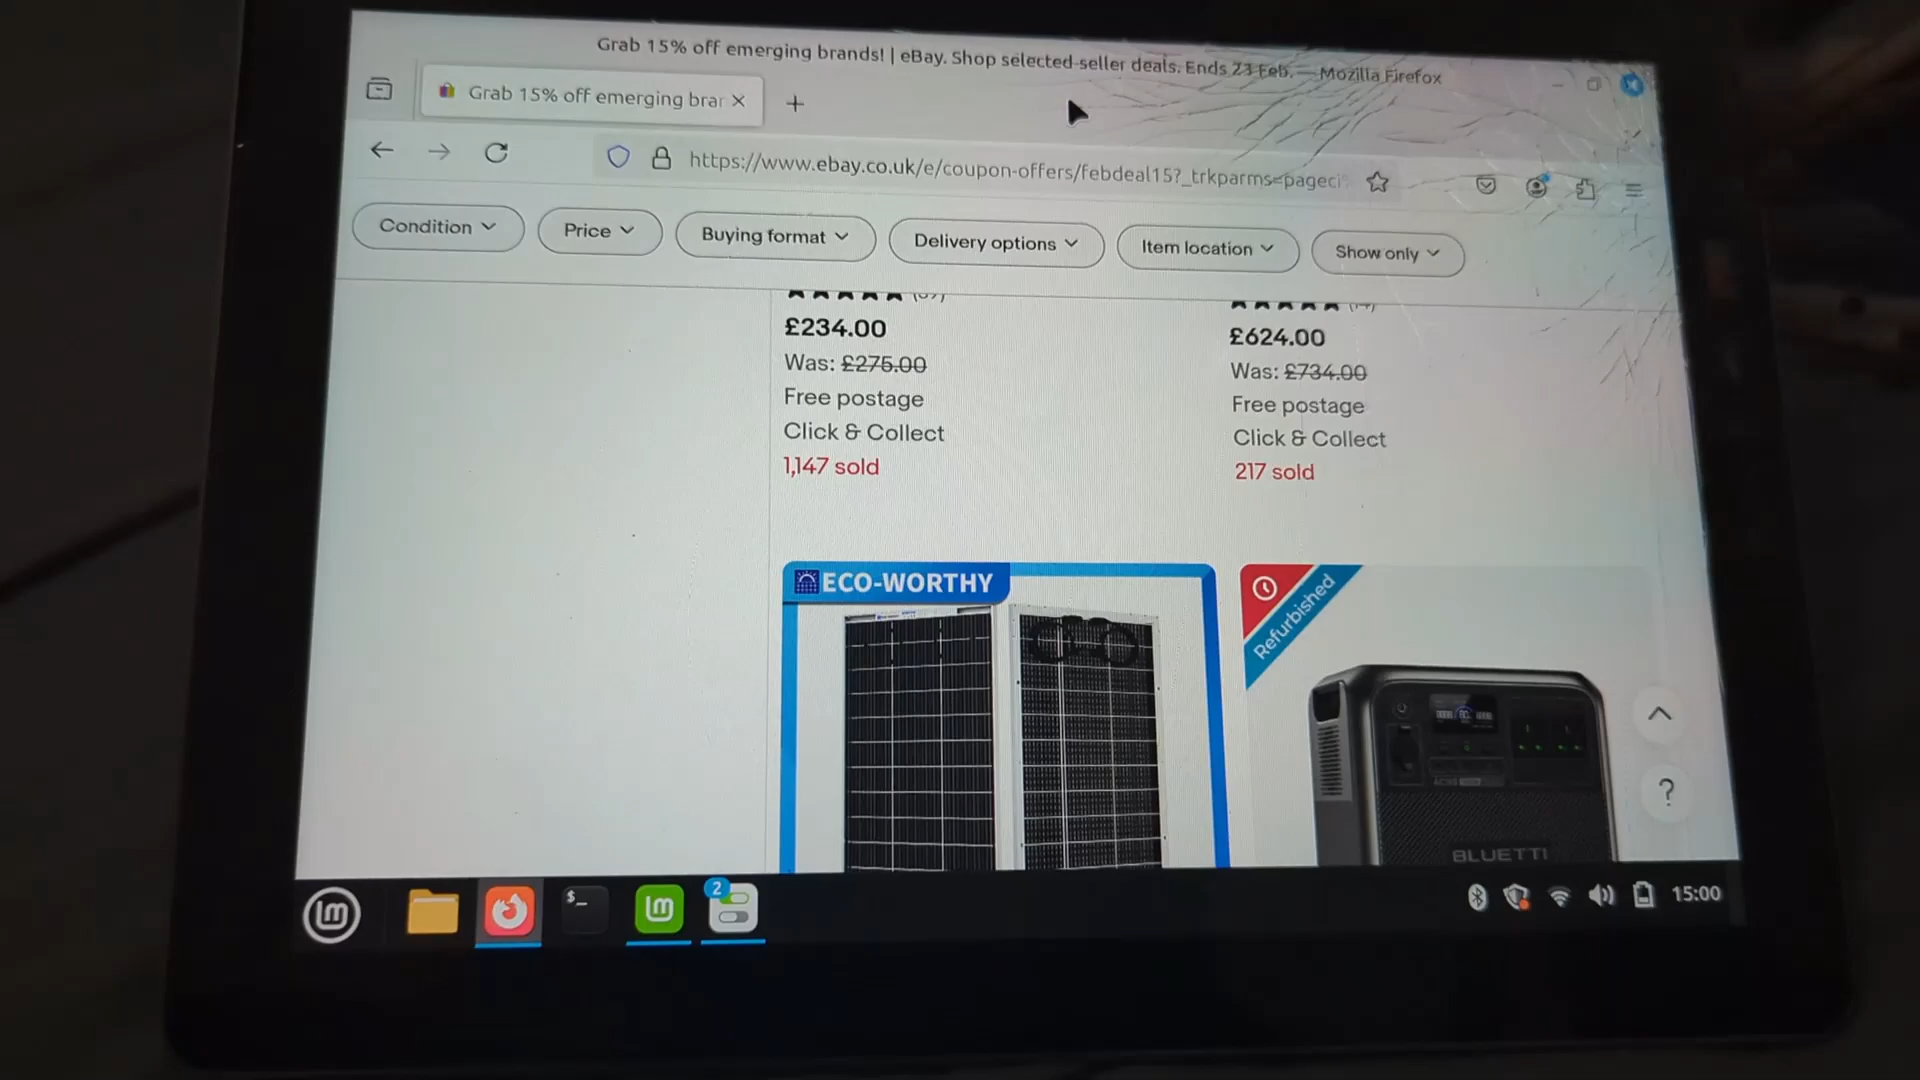 Grab 15% off emerging brands! | eBay. Shop selected-seller deals. Ends 23 Feb. — Mozilla Firefox
Grab 15% off emerging brar
https://www.ebay.co.uk/e/coupon-offers/febdeal15?_trkparms=pageci
Condition Price Buying format Delivery options Item location Show only
£234.00
Was: £275.00
Free postage
Click & Collect
1,147 sold
£624.00
Was: £734.00
Free postage
Click & Collect
217 sold
ECO-WORTHY
Refurbished
BLUETTI
?
$_
2
15:00